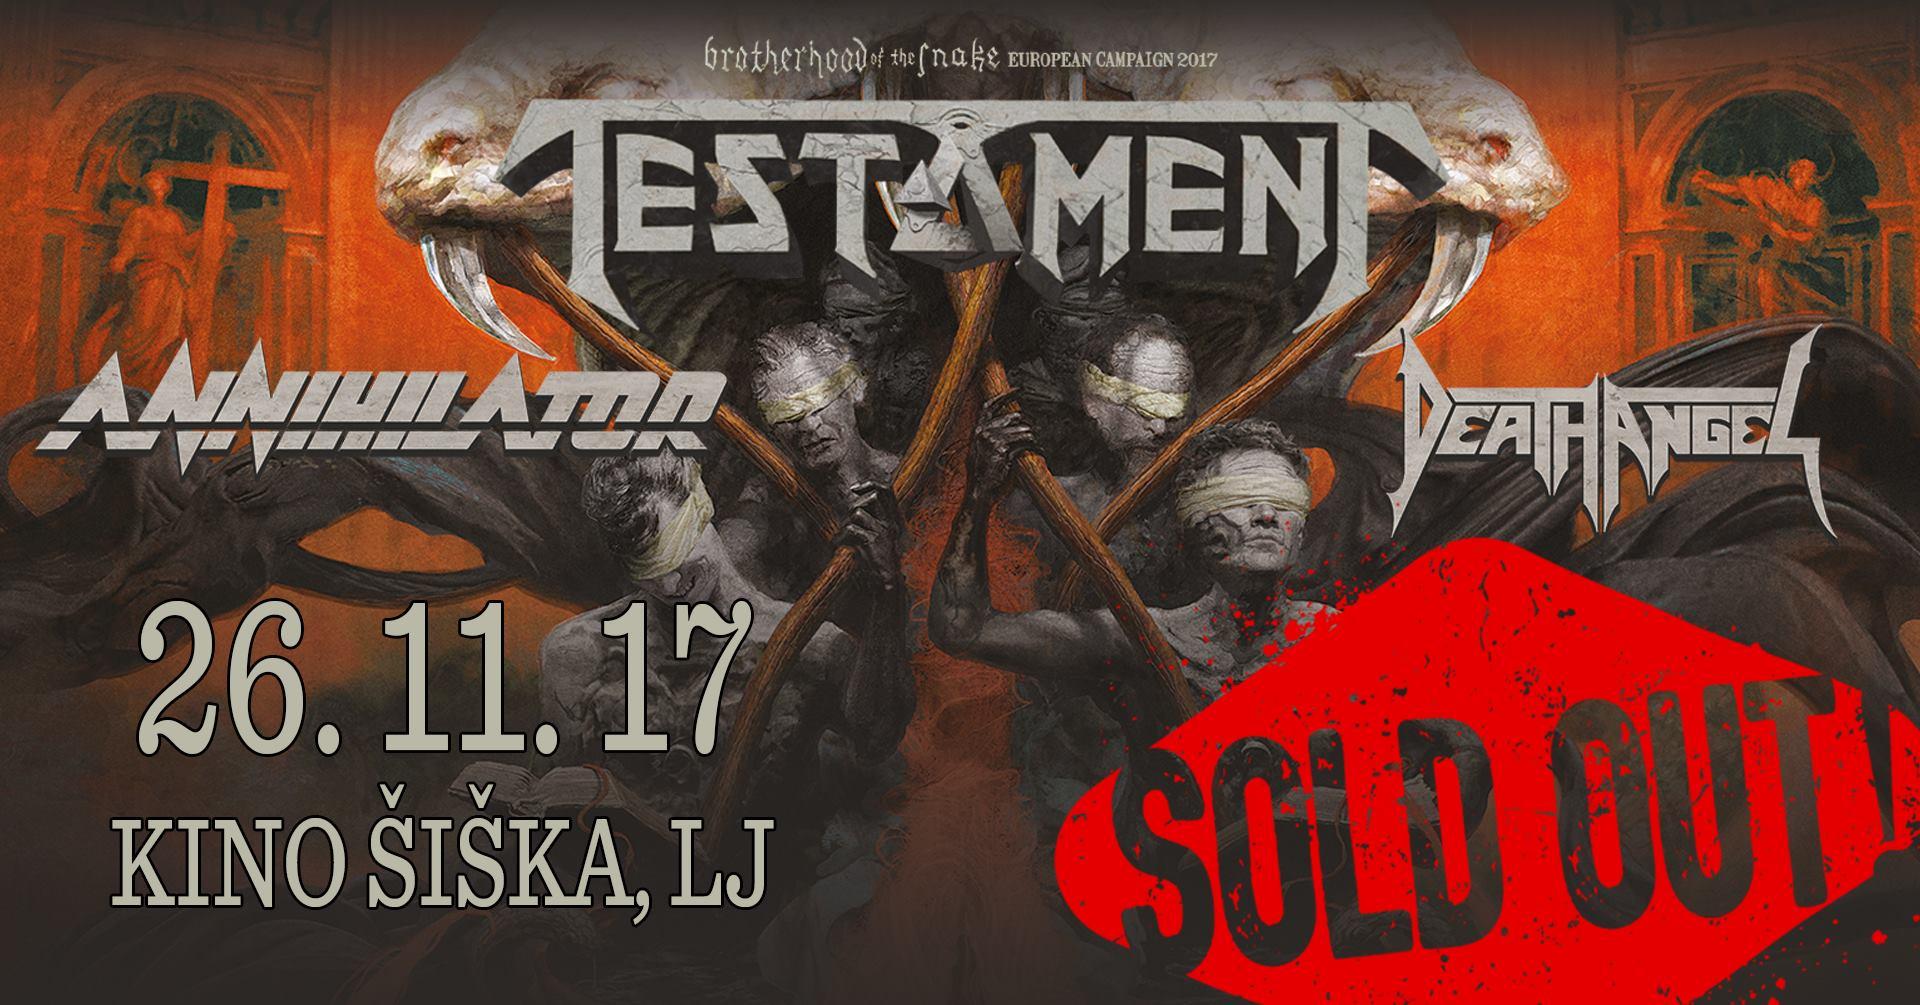 brotherhood of the snake EUROPEAN CAMPAIGN 2017
TESTAMENT
ANNIHILATOR
DEATH ANGEL
26. 11. 17
KINO ŠIŠKA, LJ
SOLD OUT!